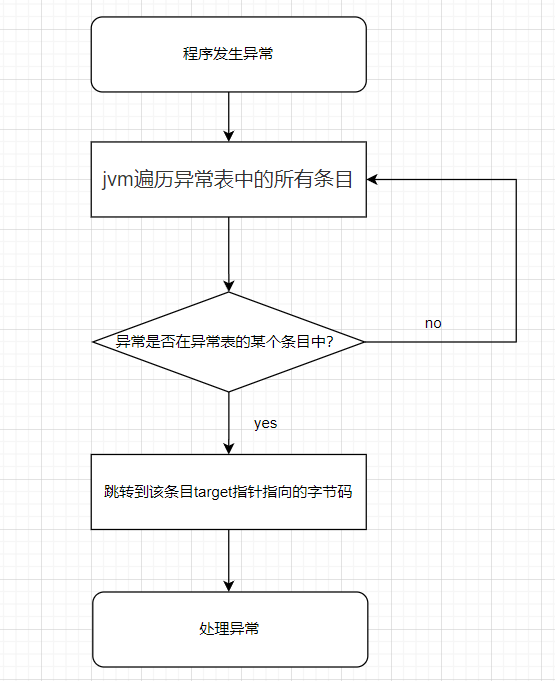 程序发生异常
jvm遍历异常表中的所有条目
异常是否在异常表的某个条目中?
no
yes
跳转到该条目target指针指向的字节码
处理异常